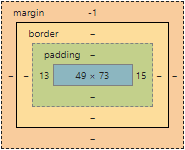 margin -1
border –
padding –
– – 13 49 × 73 15 – –
–
–
–